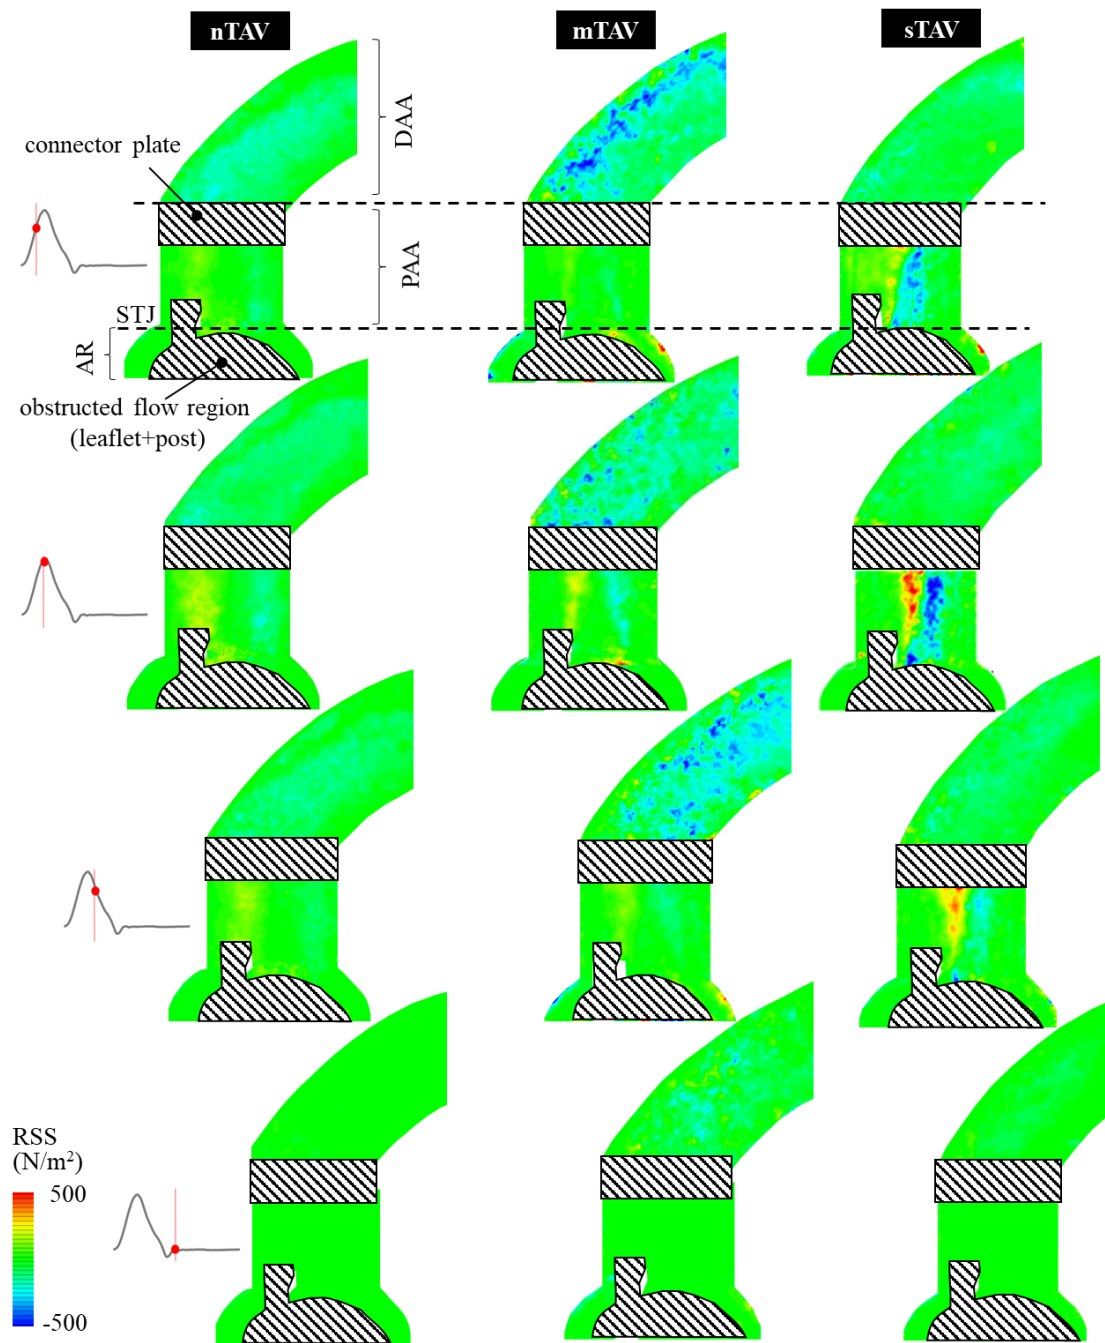 nTAV
mTAV
sTAV
DAA
connector plate
PAA
STJ
AR
obstructed flow region
(leaflet+post)
RSS
(N/m²)
500
-500